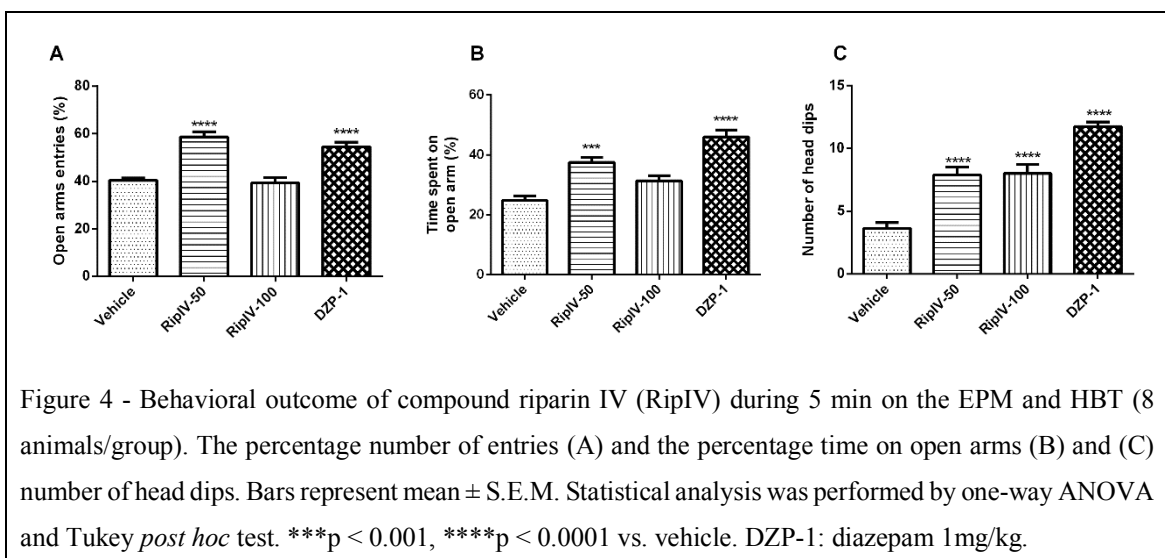 A
B
C
Open arms entries (%)
80
60
40
20
0
****
****
Vehicle
RipIV-50
RipIV-100
DZP-1
Time spent on
open arm (%)
60
40
20
0
***
****
Vehicle
RipIV-50
RipIV-100
DZP-1
Number of head dips
15
10
5
0
****
****
****
Vehicle
RipIV-50
RipIV-100
DZP-1
Figure 4 - Behavioral outcome of compound riparin IV (RipIV) during 5 min on the EPM and HBT (8
animals/group). The percentage number of entries (A) and the percentage time on open arms (B) and (C)
number of head dips. Bars represent mean ± S.E.M. Statistical analysis was performed by one-way ANOVA
and Tukey post hoc test. ***p < 0.001, ****p < 0.0001 vs. vehicle. DZP-1: diazepam 1mg/kg.